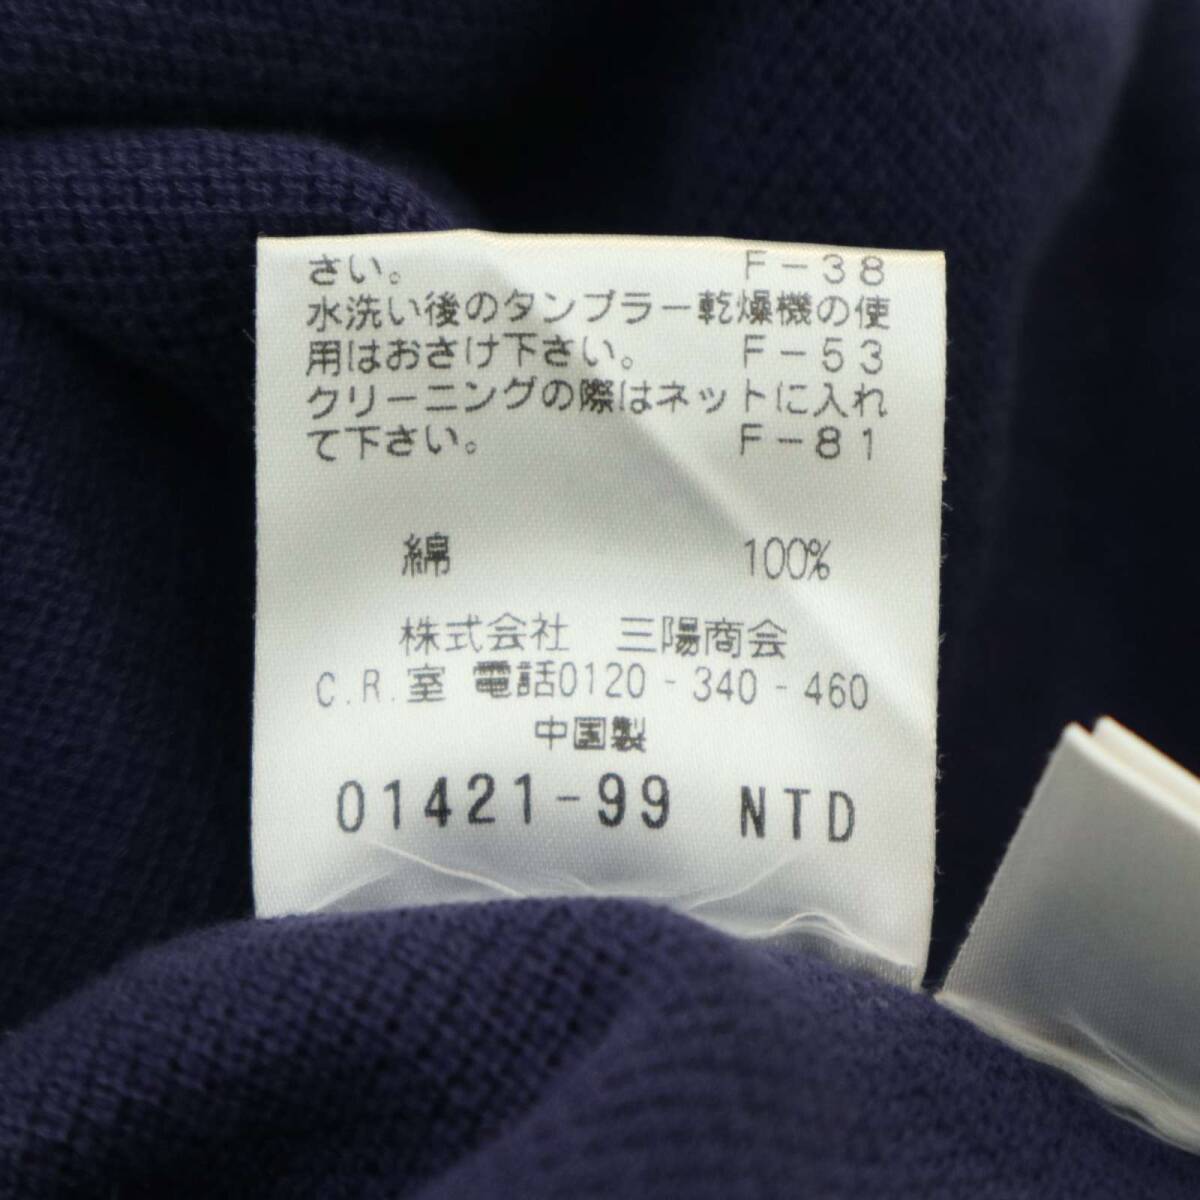 さい。 F-38
水洗い後のタンブラー乾燥機の使
用はおさけ下さい。 F-53
クリーニングの際はネットに入れ
て下さい。 F-81
綿 100%
株式会社 三陽商会
C.R.室 電話0120-340-460
中国製
01421-99 NTD